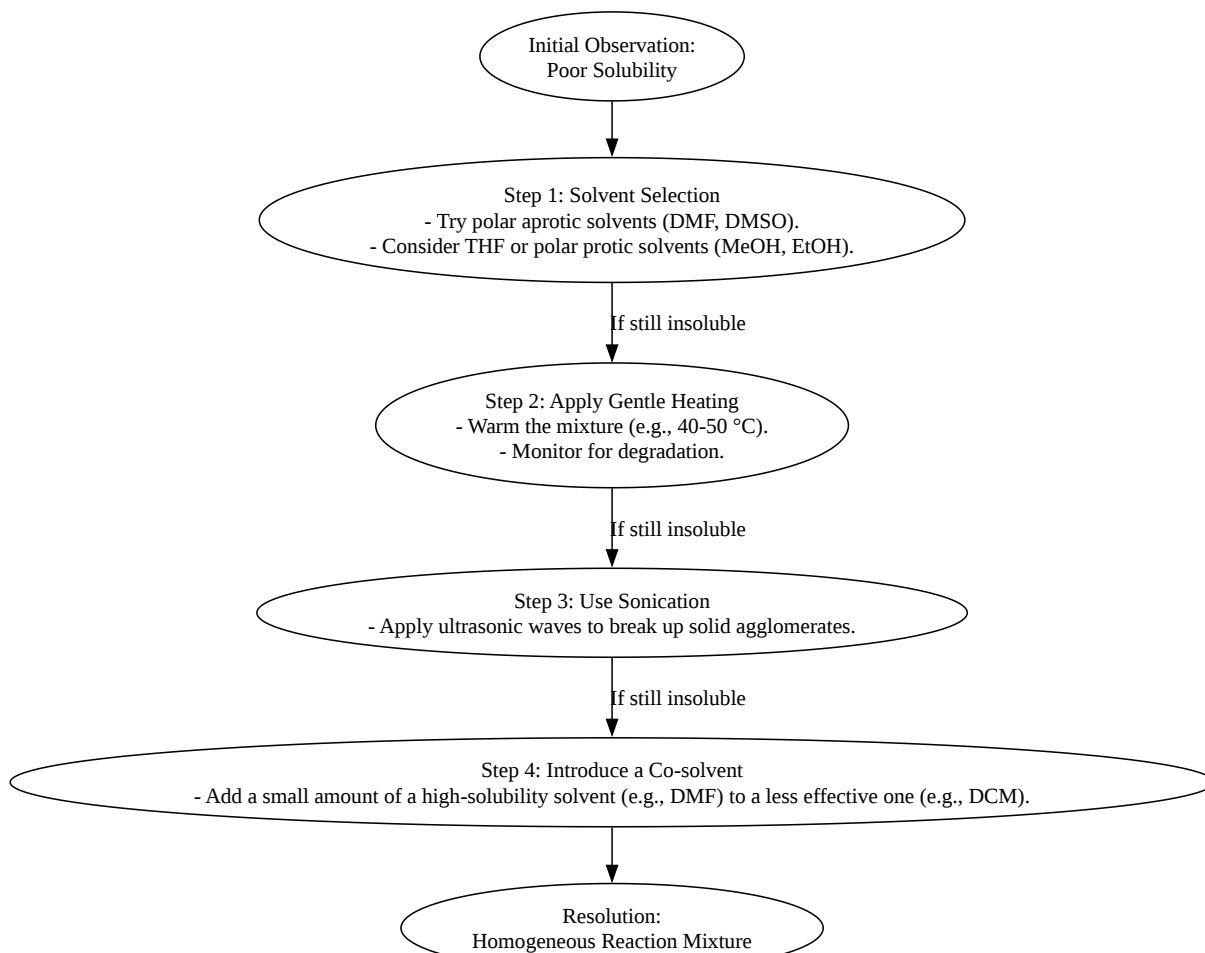 Initial Observation:
Poor Solubility
Step 1: Solvent Selection
- Try polar aprotic solvents (DMF, DMSO).
- Consider THF or polar protic solvents (MeOH, EtOH).
If still insoluble
Step 2: Apply Gentle Heating
- Warm the mixture (e.g., 40-50 °C).
- Monitor for degradation.
If still insoluble
Step 3: Use Sonication
- Apply ultrasonic waves to break up solid agglomerates.
If still insoluble
Step 4: Introduce a Co-solvent
- Add a small amount of a high-solubility solvent (e.g., DMF) to a less effective one (e.g., DCM).
Resolution:
Homogeneous Reaction Mixture